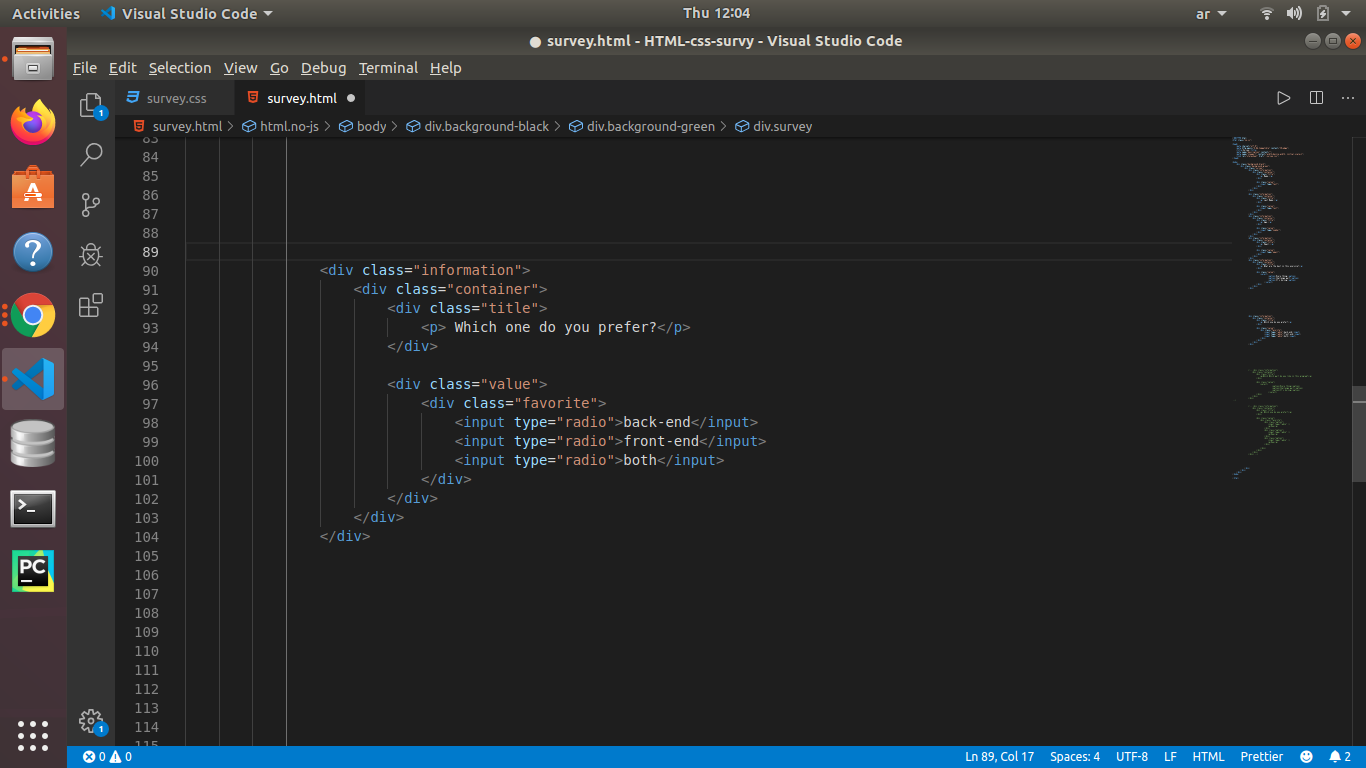 Activities Visual Studio Code Thu 12:04 ar
● survey.html - HTML-css-survy - Visual Studio Code
File Edit Selection View Go Debug Terminal Help
survey.css survey.html ●
survey.html > html.no-js > body > div.background-black > div.background-green > div.survey
83
84
85
86
87
88
89
90 <div class="information">
91 <div class="container">
92 <div class="title">
93 <p> Which one do you prefer?</p>
94 </div>
95
96 <div class="value">
97 <div class="favorite">
98 <input type="radio">back-end</input>
99 <input type="radio">front-end</input>
100 <input type="radio">both</input>
101 </div>
102 </div>
103 </div>
104 </div>
105
106
107
108
109
110
111
112
113
114
115
1
1
PC
0 0 Ln 89, Col 17 Spaces: 4 UTF-8 LF HTML Prettier 2